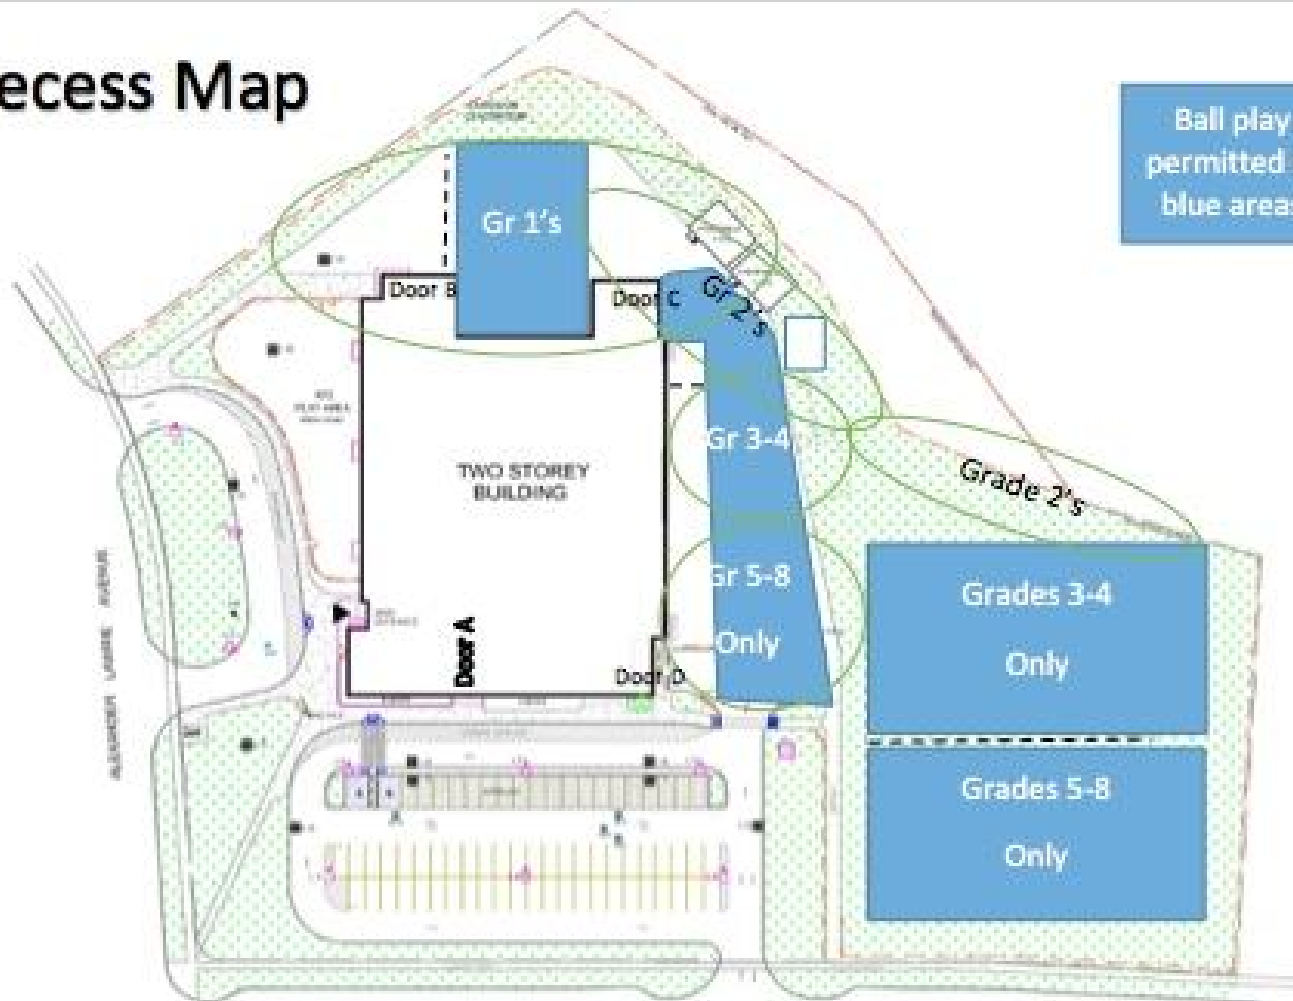 ecess Map
Ball play
permitted
blue areas
Gr 1's
Door B
Door C
Gr 2's
Gr 3-4
TWO STOREY
BUILDING
Grade 2's
Gr 5-8
Only
Grades 3-4
Only
Door A
Door D
Grades 5-8
Only